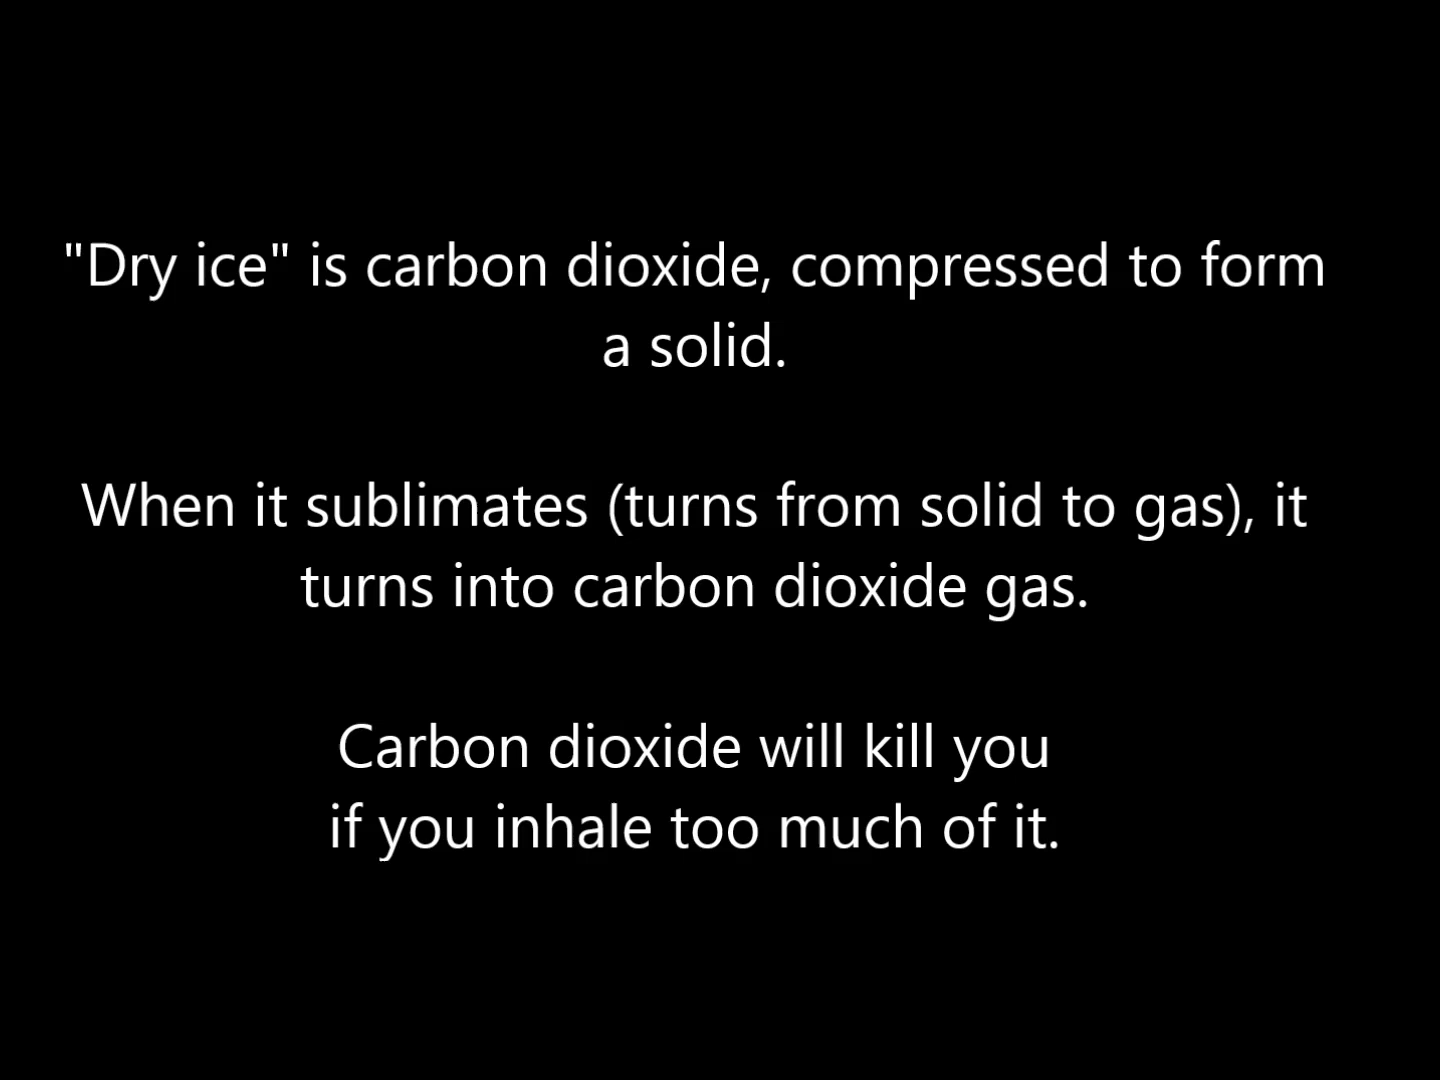 "Dry ice" is carbon dioxide, compressed to form
a solid.
When it sublimates (turns from solid to gas), it
turns into carbon dioxide gas.
Carbon dioxide will kill you
if you inhale too much of it.